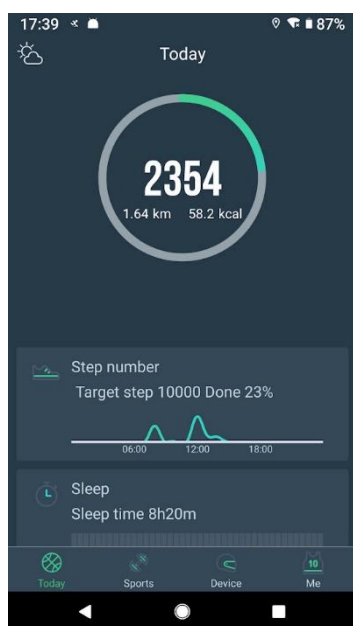 17:39 87%
Today
2354
1.64 km 58.2 kcal
Step number
Target step 10000 Done 23%
06:00 12:00 18:00
L
Sleep
Sleep time 8h20m
10
Today Sports Device Me